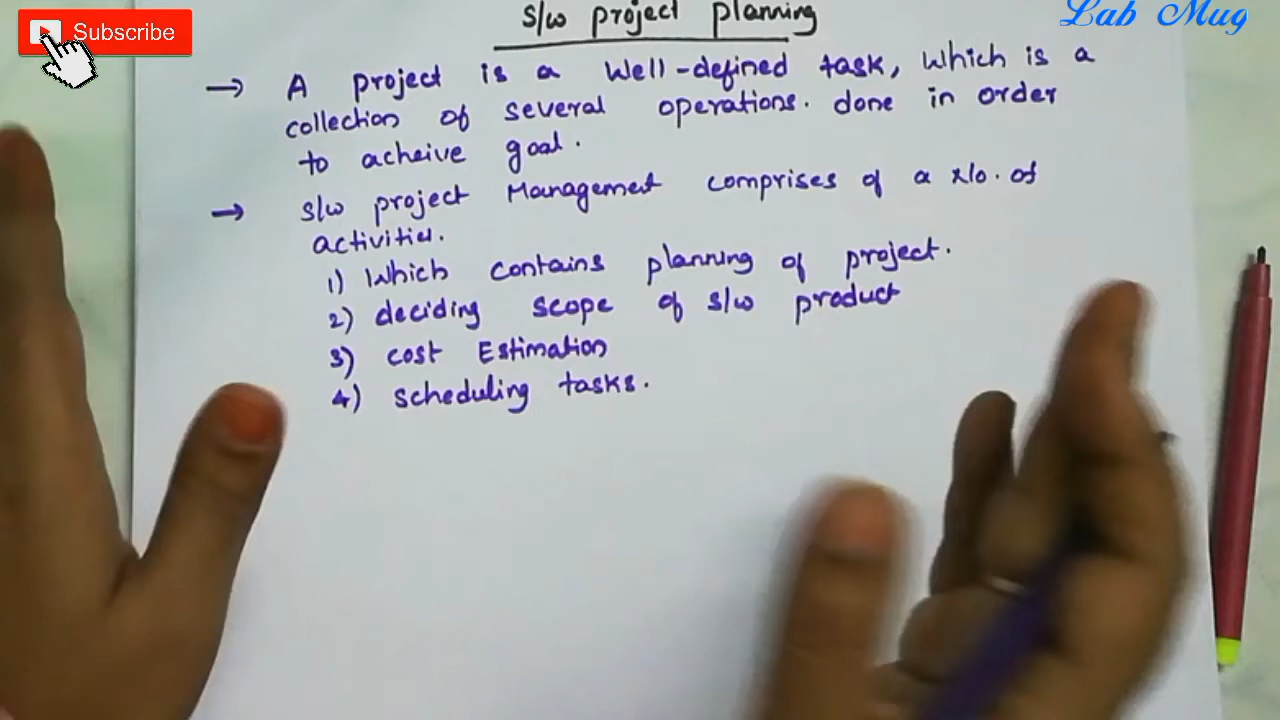 Subscribe
s/w project planning
Lab Mug
→ A project is a Well-defined task, which is a
collection of several operations. done in order
to acheive goal.
→ s/w project Management comprises of a No. of
activities.
1) Which contains planning of project.
2) deciding scope of s/w product
3) cost Estimation
4) scheduling tasks.